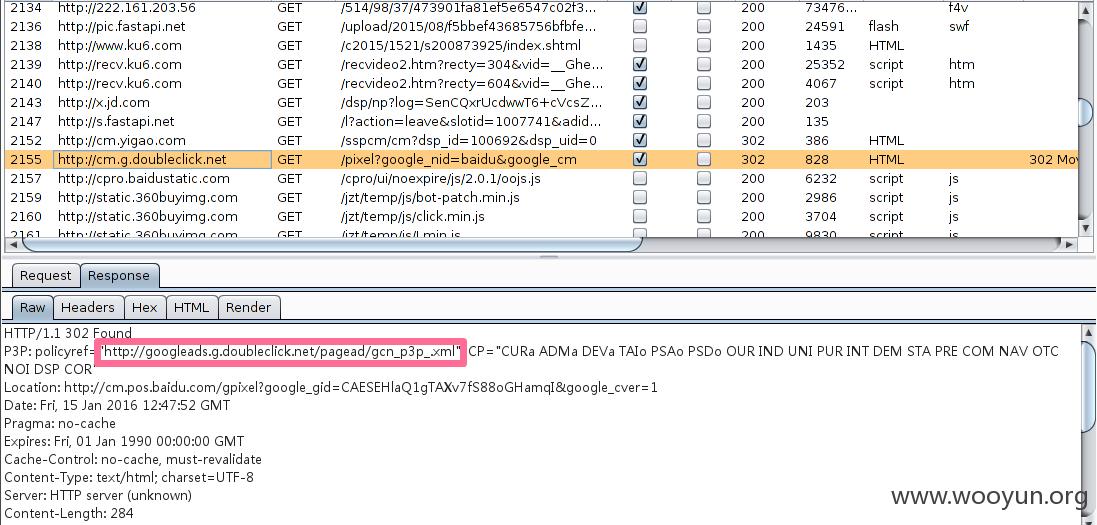 2134 http://222.161.203.56 GET /514/98/37/473901fa81ef5e6547c02f3... 200 73476... f4v
2136 http://pic.fastapi.net GET /upload/2015/08/f5bbef43685756bfbfe... 200 24591 flash swf
2138 http://www.ku6.com GET /c2015/1521/s200873925/index.shtml 200 1435 HTML
2139 http://recv.ku6.com GET /recvideo2.htm?recty=304&vid=__Ghe... 200 25352 script htm
2140 http://recv.ku6.com GET /recvideo2.htm?recty=604&vid=__Ghe... 200 4067 script htm
2143 http://x.jd.com GET /dsp/np?log=SenCQxrUcdwwT6+cVcsZ... 200 203
2147 http://s.fastapi.net GET /l?action=leave&slotid=1007741&adid... 200 135
2152 http://cm.yigao.com GET /sspcm/cm?dsp_id=100692&dsp_uid=0 302 386 HTML
2155 http://cm.g.doubleclick.net GET /pixel?google_nid=baidu&google_cm 302 828 HTML 302 Mov
2157 http://cpro.baidustatic.com GET /cpro/ui/noexpire/js/2.0.1/oojs.js 200 6232 script js
2159 http://static.360buyimg.com GET /jzt/temp/js/bot-patch.min.js 200 2986 script js
2160 http://static.360buyimg.com GET /jzt/temp/js/click.min.js 200 3704 script js
2161 http://static.360buyimg.com GET 200 9830 script js
Request Response
Raw Headers Hex HTML Render
HTTP/1.1 302 Found
P3P: policyref="http://googleads.g.doubleclick.net/pagead/gcn_p3p_.xml" CP="CURa ADMa DEVa TAIo PSAo PSDo OUR IND UNI PUR INT DEM STA PRE COM NAV OTC
NOI DSP COR"
Location: http://cm.pos.baidu.com/gpixel?google_gid=CAESEHlaQ1gTAXv7fS88oGHamqI&google_cver=1
Date: Fri, 15 Jan 2016 12:47:52 GMT
Pragma: no-cache
Expires: Fri, 01 Jan 1990 00:00:00 GMT
Cache-Control: no-cache, must-revalidate
Content-Type: text/html; charset=UTF-8
Server: HTTP server (unknown)
Content-Length: 284
www.wooyun.org